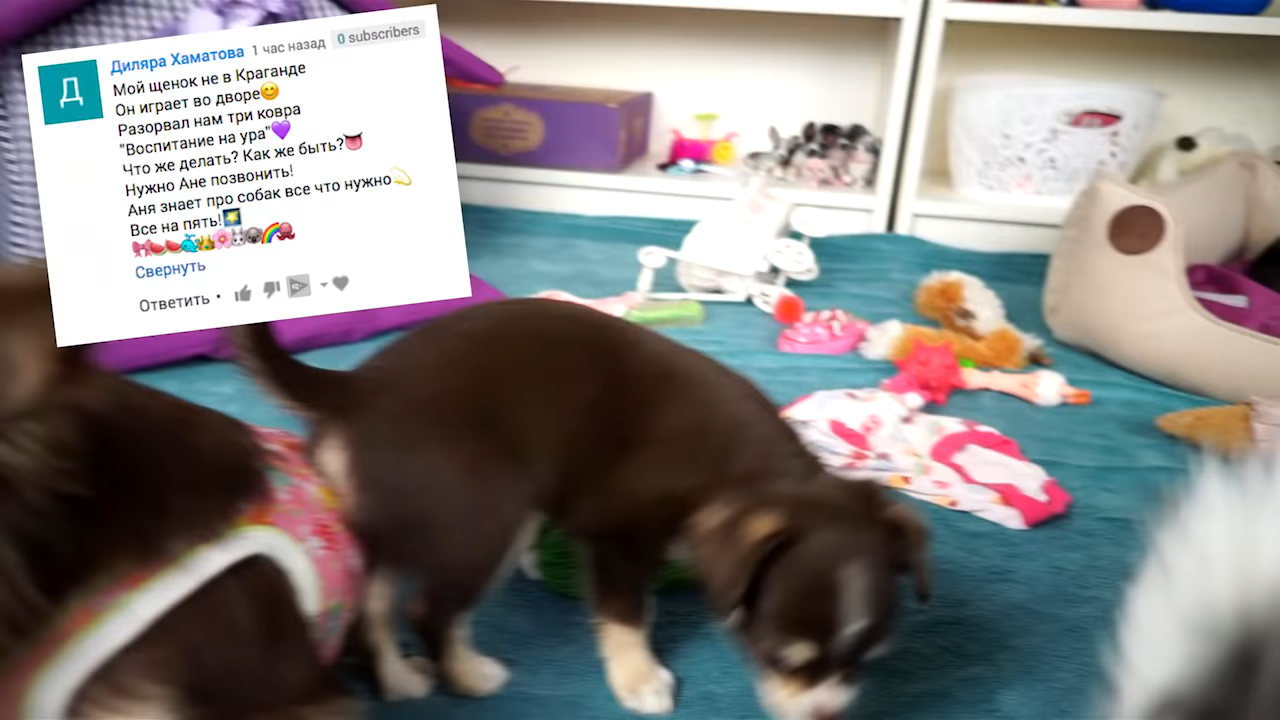 Д
Диляра Хаматова 1 час назад 0 subscribers
Мой щенок не в Краганде
Он играет во дворе😊
Разорвал нам три ковра
"Воспитание на ура"💜
Что же делать? Как же быть?👅
Нужно Ане позвонить!
Аня знает про собак все что нужно💫
Все на пять!🌠
🎀🍉🍉🐳👑🌸🐰🐨🌈🐙
Свернуть
Ответить •